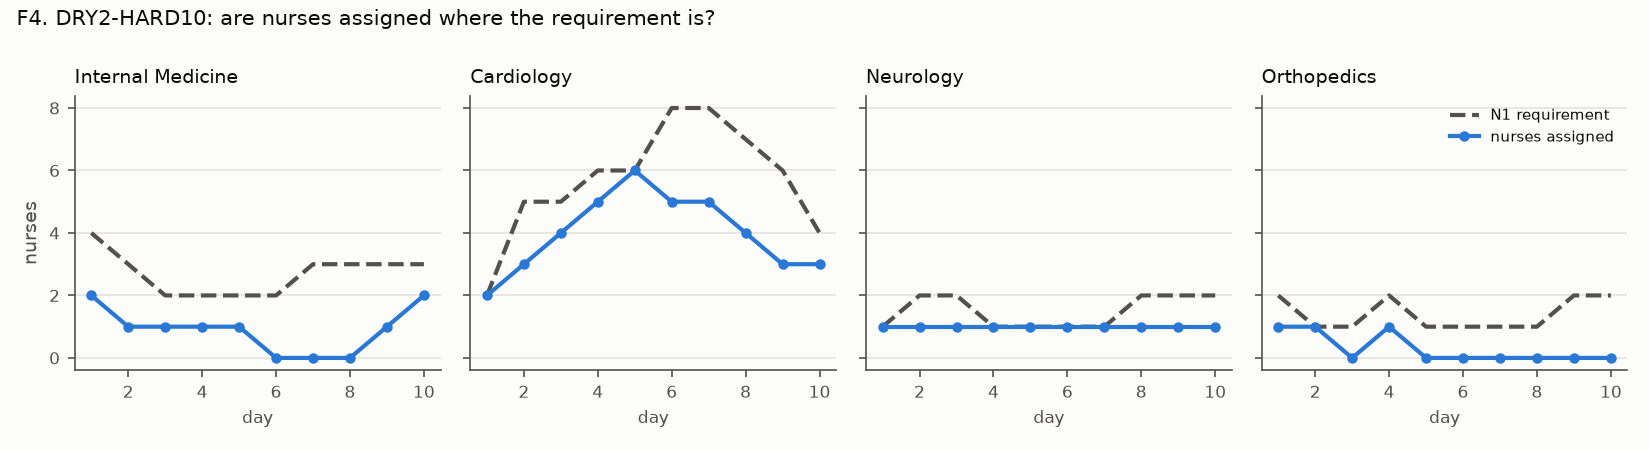 F4. DRY2-HARD10: are nurses assigned where the requirement is?
Internal Medicine
Cardiology
Neurology
Orthopedics
N1 requirement
nurses assigned
nurses
8
6
4
2
0
2 4 6 8 10
day
2 4 6 8 10
day
2 4 6 8 10
day
2 4 6 8 10
day